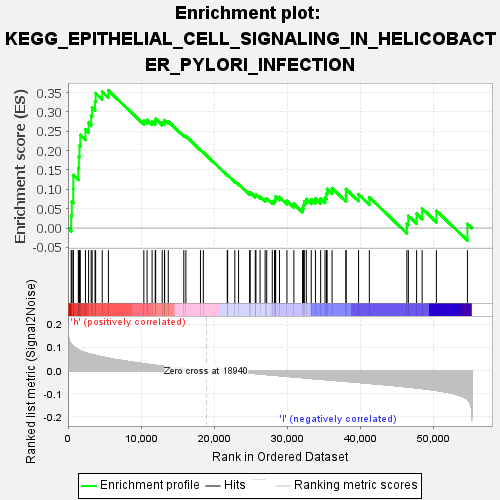 Enrichment plot:
KEGG_EPITHELIAL_CELL_SIGNALING_IN_HELICOBACT
ER_PYLORI_INFECTION
Enrichment score (ES)
0.35
0.30
0.25
0.20
0.15
0.10
0.05
0.00
-0.05
'h' (positively correlated)
Ranked list metric (Signal2Noise)
0.2
0.1
0.0
-0.1
-0.2
Zero cross at 18940
'l' (negatively correlated)
0
10,000
20,000
30,000
40,000
50,000
Rank in Ordered Dataset
Enrichment profile
Hits
Ranking metric scores